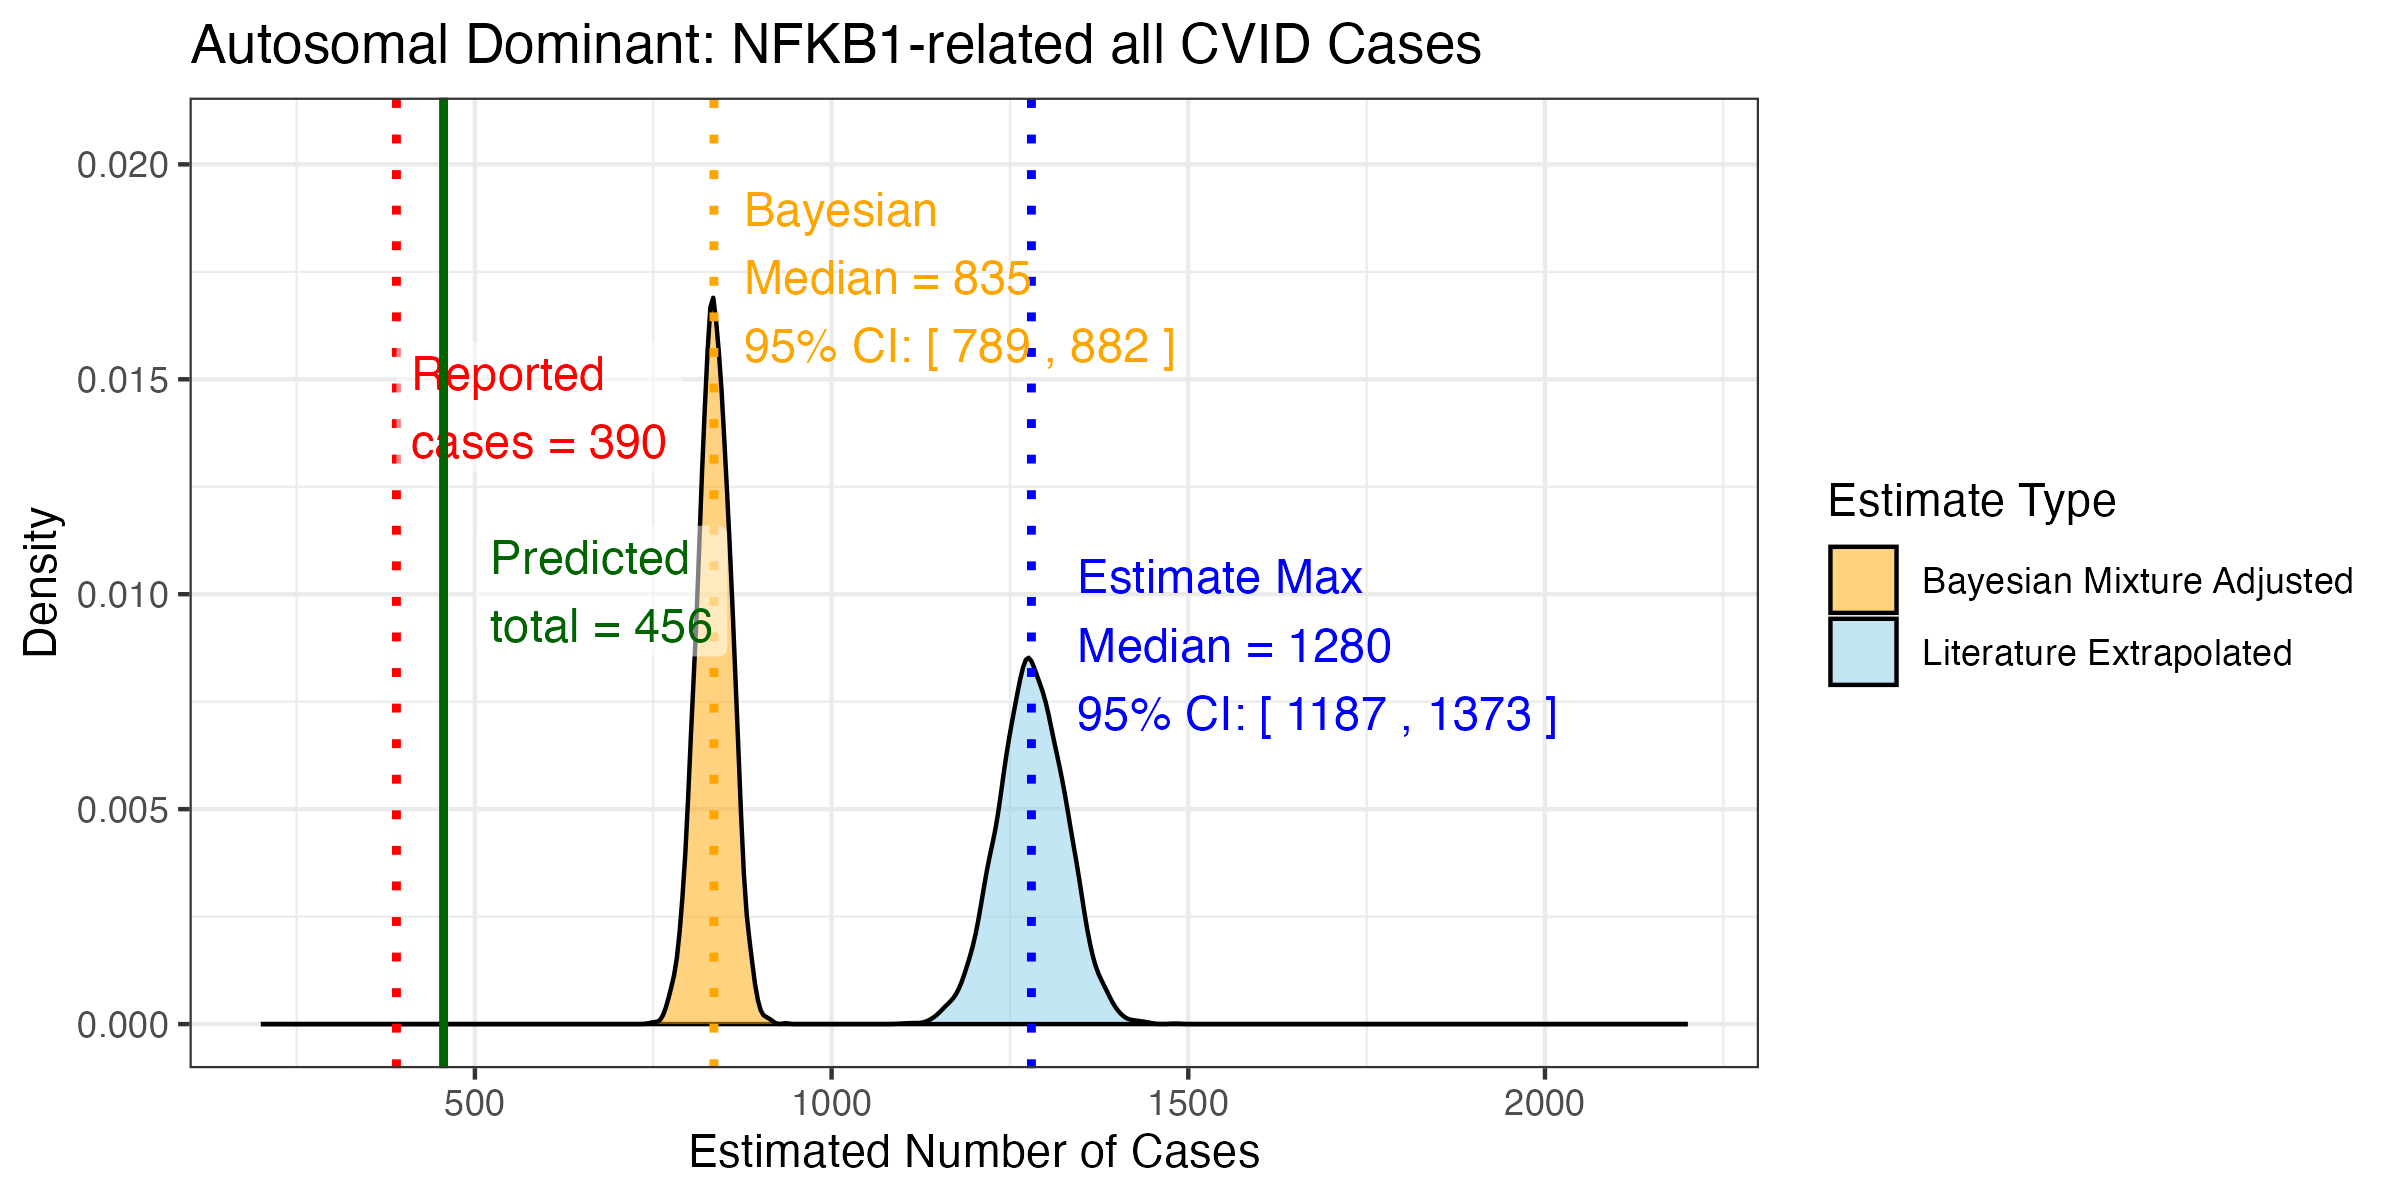 Autosomal Dominant: NFKB1-related all CVID Cases
Density
0.020
0.015
0.010
0.005
0.000
Bayesian
Median = 835
95% CI: [ 789 , 882 ]
Reported
cases = 390
Predicted
total = 456
Estimate Max
Median = 1280
95% CI: [ 1187 , 1373 ]
500
1000
1500
2000
Estimated Number of Cases
Estimate Type
Bayesian Mixture Adjusted
Literature Extrapolated